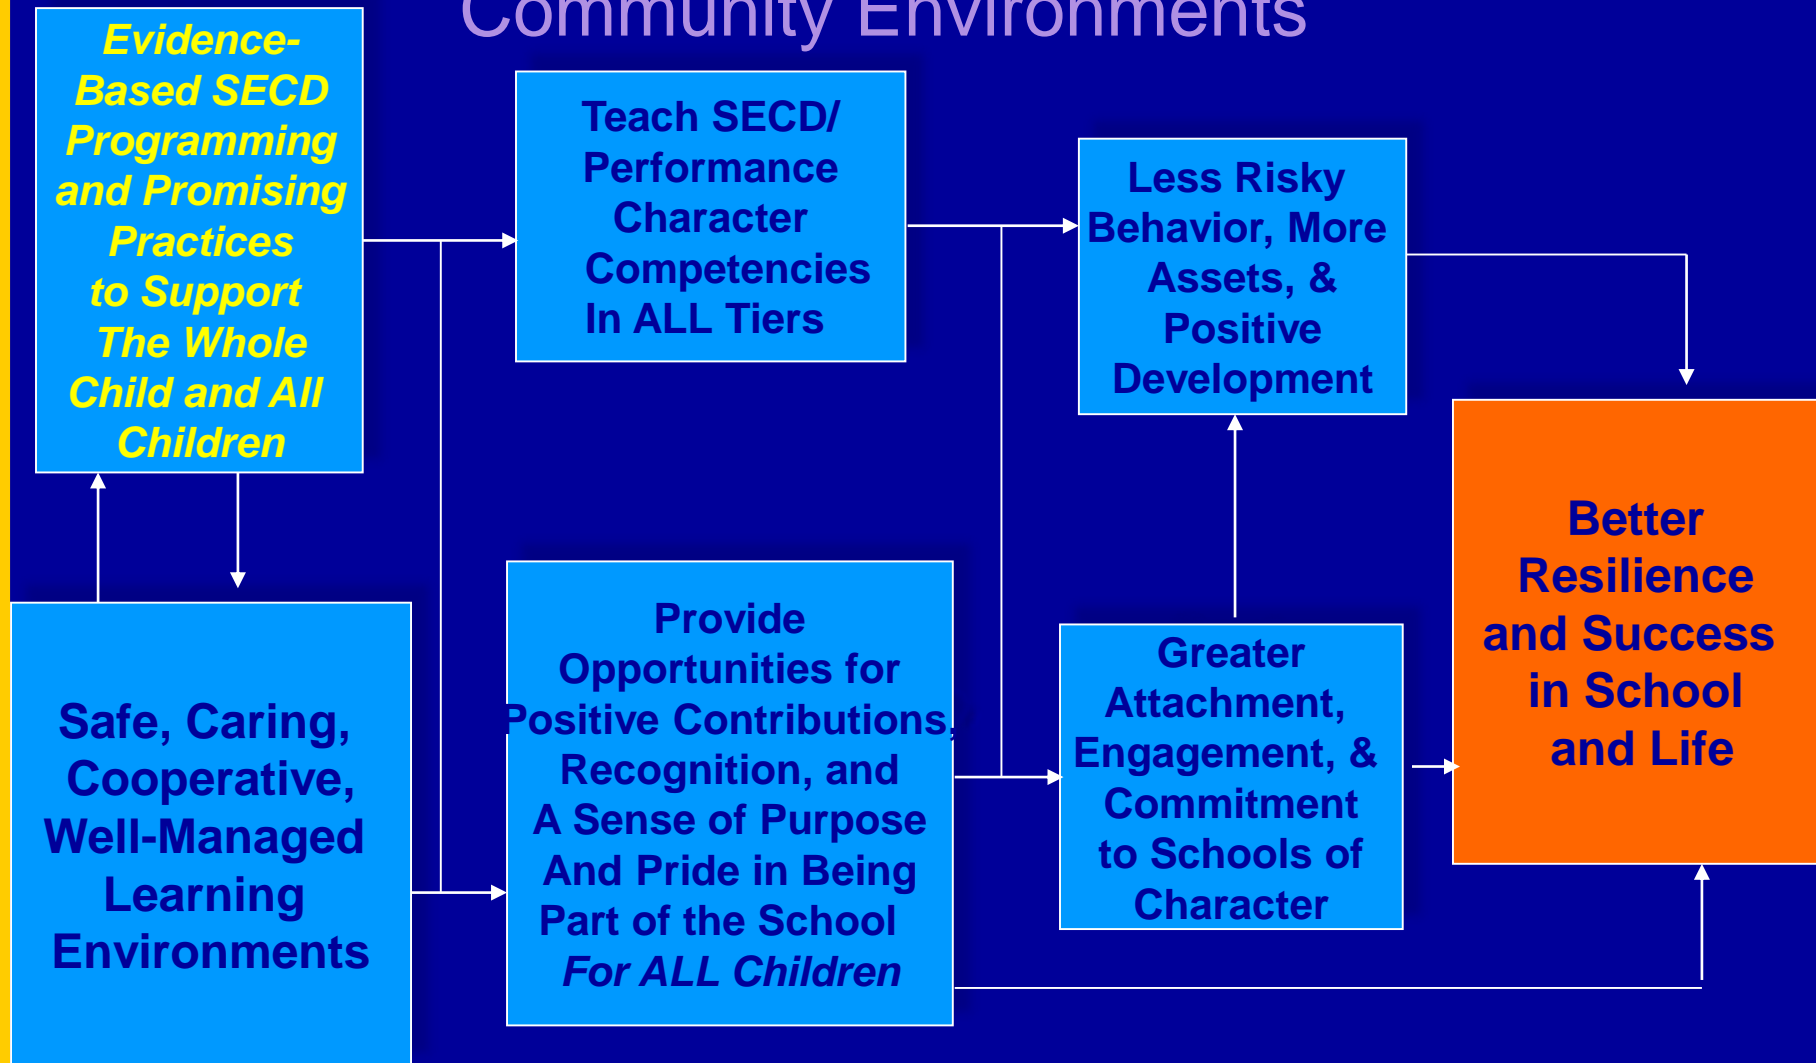 Community Environments
Evidence-
Based SECD
Programming
and Promising
Practices
to Support
The Whole
Child and All
Children
Teach SECD/
Performance
Character
Competencies
In ALL Tiers
Less Risky
Behavior, More
Assets, &
Positive
Development
Better
Resilience
and Success
in School
and Life
Safe, Caring,
Cooperative,
Well-Managed
Learning
Environments
Provide
Opportunities for
Positive Contributions,
Recognition, and
A Sense of Purpose
And Pride in Being
Part of the School
For ALL Children
Greater
Attachment,
Engagement, &
Commitment
to Schools of
Character